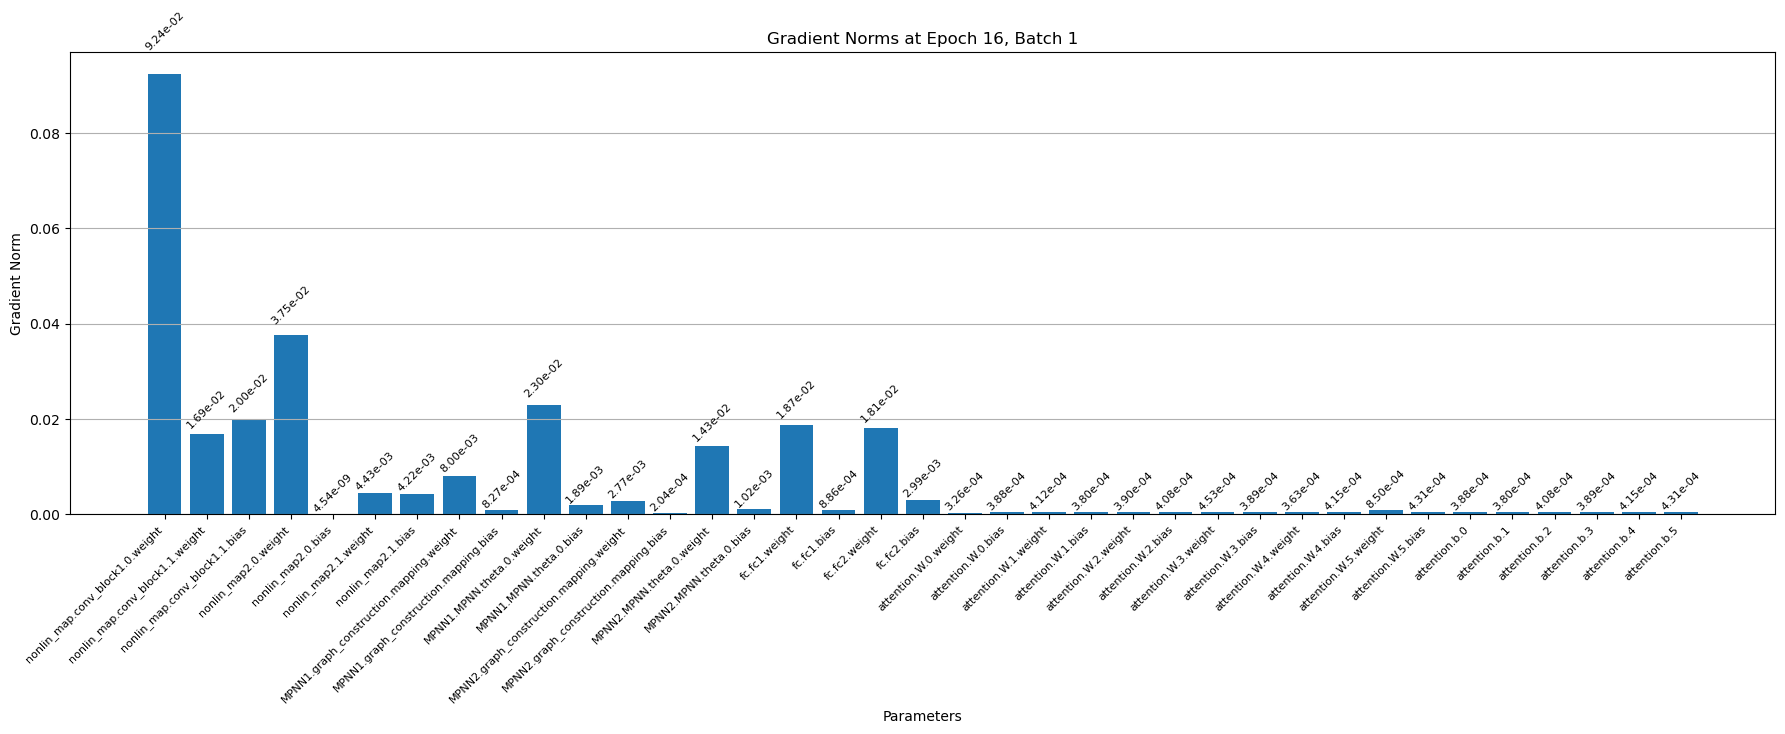 Gradient Norms at Epoch 16, Batch 1
Gradient Norm
0.08
0.06
0.04
0.02
0.00
9.24e-02
1.69e-02
2.00e-02
3.75e-02
4.54e-09
4.43e-03
4.22e-03
8.00e-03
8.27e-04
2.30e-02
1.89e-03
2.77e-03
2.04e-04
1.43e-02
1.02e-03
1.87e-02
8.86e-04
1.81e-02
2.99e-03
3.26e-04
3.88e-04
4.12e-04
3.80e-04
3.90e-04
4.08e-04
4.53e-04
3.89e-04
3.63e-04
4.15e-04
8.50e-04
4.31e-04
3.88e-04
3.80e-04
4.08e-04
3.89e-04
4.15e-04
4.31e-04
nonlin_map.conv_block1.0.weight
nonlin_map.conv_block1.1.weight
nonlin_map.conv_block1.1.bias
nonlin_map2.0.weight
nonlin_map2.0.bias
nonlin_map2.1.weight
nonlin_map2.1.bias
MPNN1.graph_construction.mapping.weight
MPNN1.graph_construction.mapping.bias
MPNN1.MPNN.theta.0.weight
MPNN1.MPNN.theta.0.bias
MPNN2.graph_construction.mapping.weight
MPNN2.graph_construction.mapping.bias
MPNN2.MPNN.theta.0.weight
MPNN2.MPNN.theta.0.bias
fc.fc1.weight
fc.fc1.bias
fc.fc2.weight
fc.fc2.bias
attention.W.0.weight
attention.W.0.bias
attention.W.1.weight
attention.W.1.bias
attention.W.2.weight
attention.W.2.bias
attention.W.3.weight
attention.W.3.bias
attention.W.4.weight
attention.W.4.bias
attention.W.5.weight
attention.W.5.bias
attention.b.0
attention.b.1
attention.b.2
attention.b.3
attention.b.4
attention.b.5
Parameters